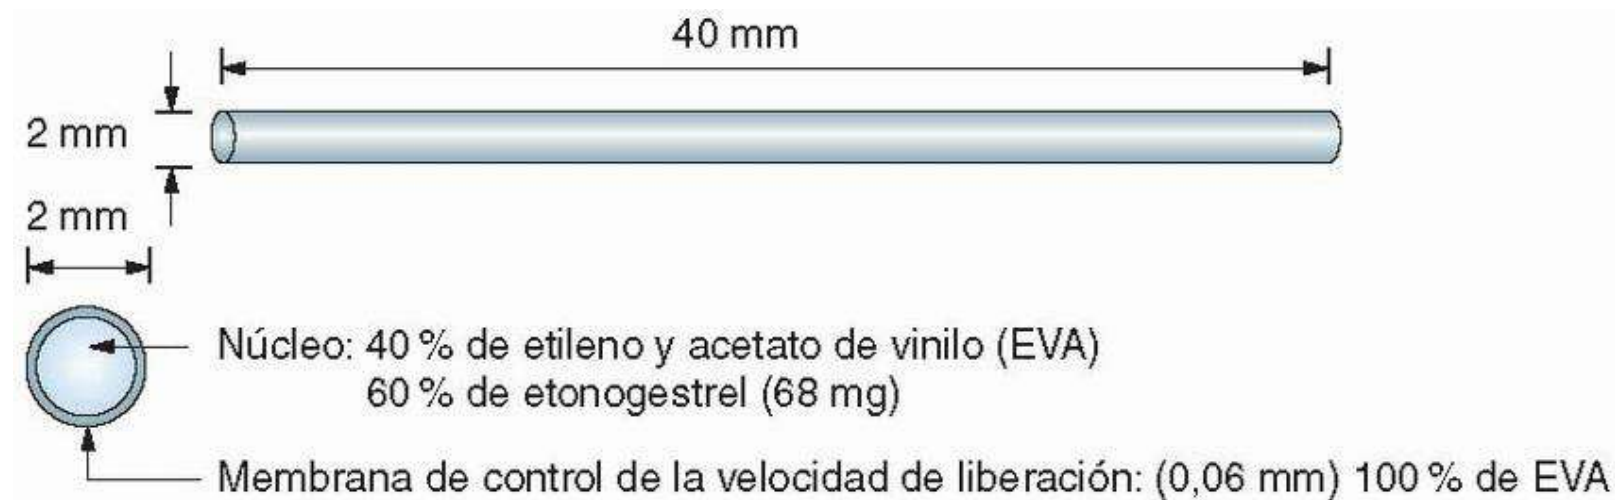 40 mm
2 mm
2 mm
Núcleo: 40 % de etileno y acetato de vinilo (EVA)
60 % de etonogestrel (68 mg)
Membrana de control de la velocidad de liberación: (0,06 mm) 100 % de EVA